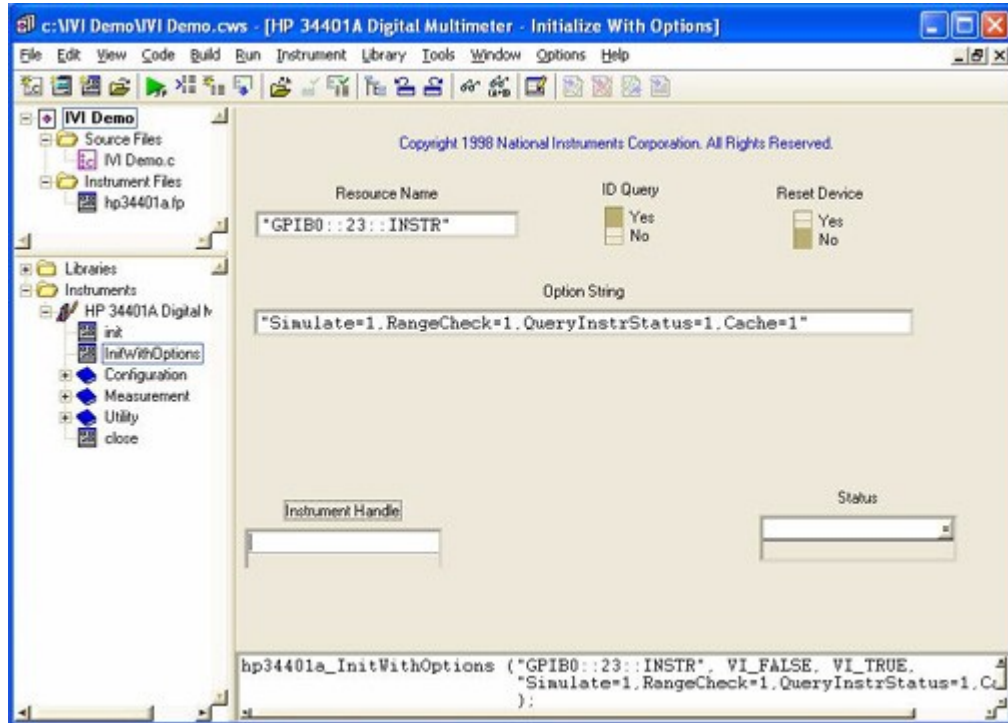 c:\IVI Demo\IVI Demo.cws - [HP 34401A Digital Multimeter - Initialize With Options]
File Edit View Code Build Run Instrument Library Tools Window Options Help
IVI Demo
Source Files
IVI Demo.c
Instrument Files
hp34401a.fp
Libraries
Instruments
HP 34401A Digital M
init
InitWithOptions
Configuration
Measurement
Utility
close
Copyright 1998 National Instruments Corporation. All Rights Reserved.
Resource Name
"GPIB0::23::INSTR"
ID Query
Yes
No
Reset Device
Yes
No
Option String
"Simulate=1,RangeCheck=1,QueryInstrStatus=1,Cache=1"
Instrument Handle
Status
hp34401a_InitWithOptions ("GPIB0::23::INSTR", VI_FALSE, VI_TRUE,
"Simulate=1,RangeCheck=1,QueryInstrStatus=1,Ca
);